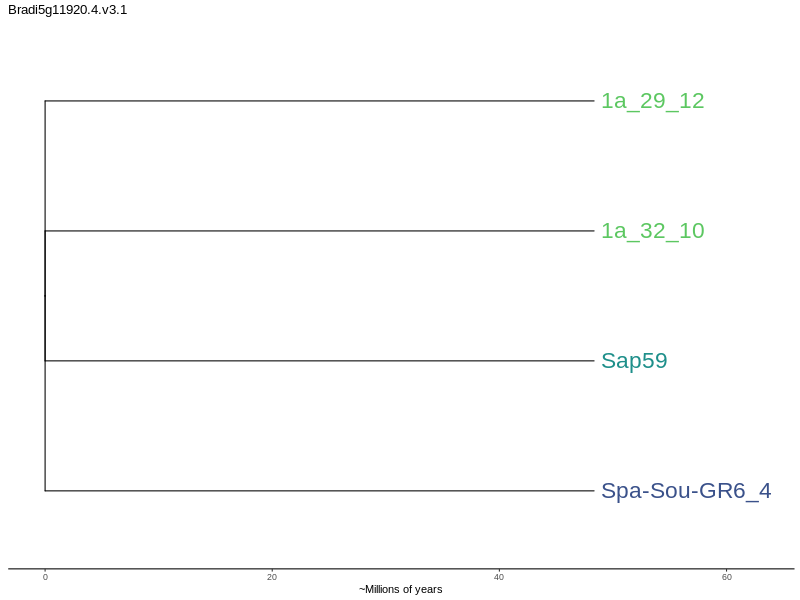 Bradi5g11920.4.v3.1
1a_29_12
1a_32_10
Sap59
Spa-Sou-GR6_4
0 20 40 60
~Millions of years